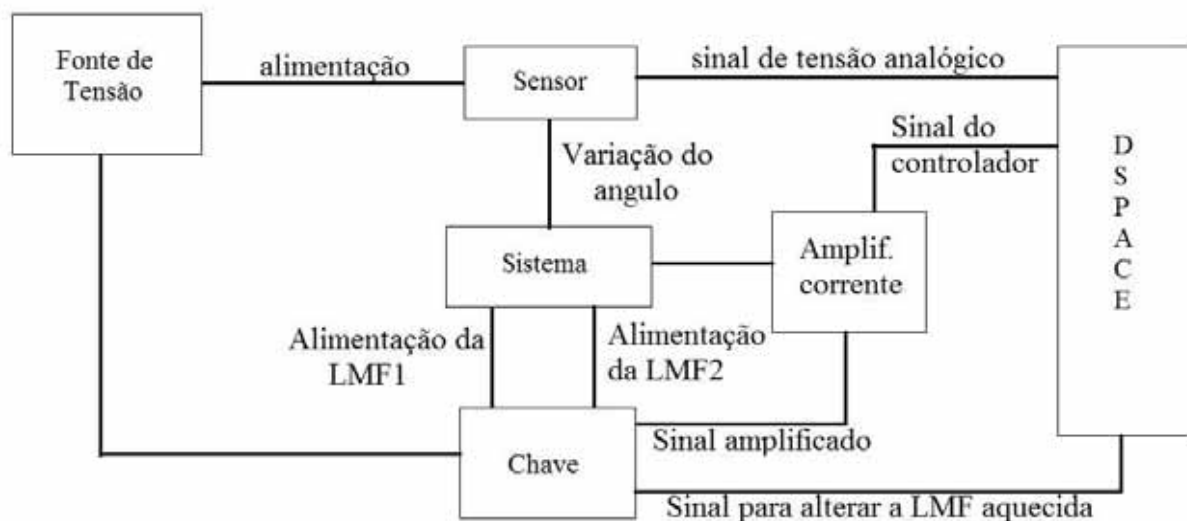 Fonte de
Tensão
alimentação
Sensor
sinal de tensão analógico
Variação do
angulo
Sinal do
controlador
D
S
P
A
C
E
Sistema
Amplif.
corrente
Alimentação da
LMF1
Alimentação
da LMF2
Chave
Sinal amplificado
Sinal para alterar a LMF aquecida